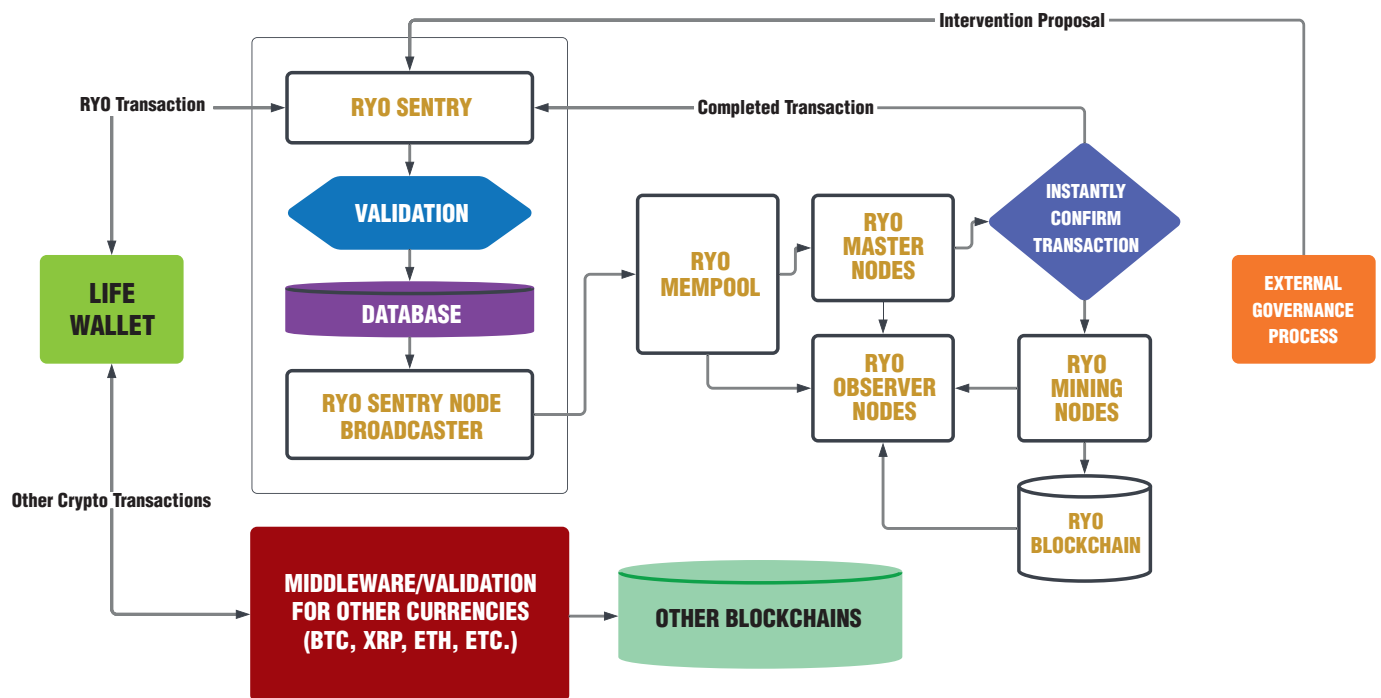 Intervention Proposal
RYO Transaction
RYO SENTRY
Completed Transaction
VALIDATION
INSTANTLY
CONFIRM
TRANSACTION
RYO
MASTER
NODES
RYO
MEMPOOL
LIFE
WALLET
DATABASE
EXTERNAL
GOVERNANCE
PROCESS
RYO SENTRY NODE
BROADCASTER
RYO
OBSERVER
NODES
RYO
MINING
NODES
Other Crypto Transactions
RYO
BLOCKCHAIN
MIDDLEWARE/VALIDATION
FOR OTHER CURRENCIES
(BTC, XRP, ETH, ETC.)
OTHER BLOCKCHAINS